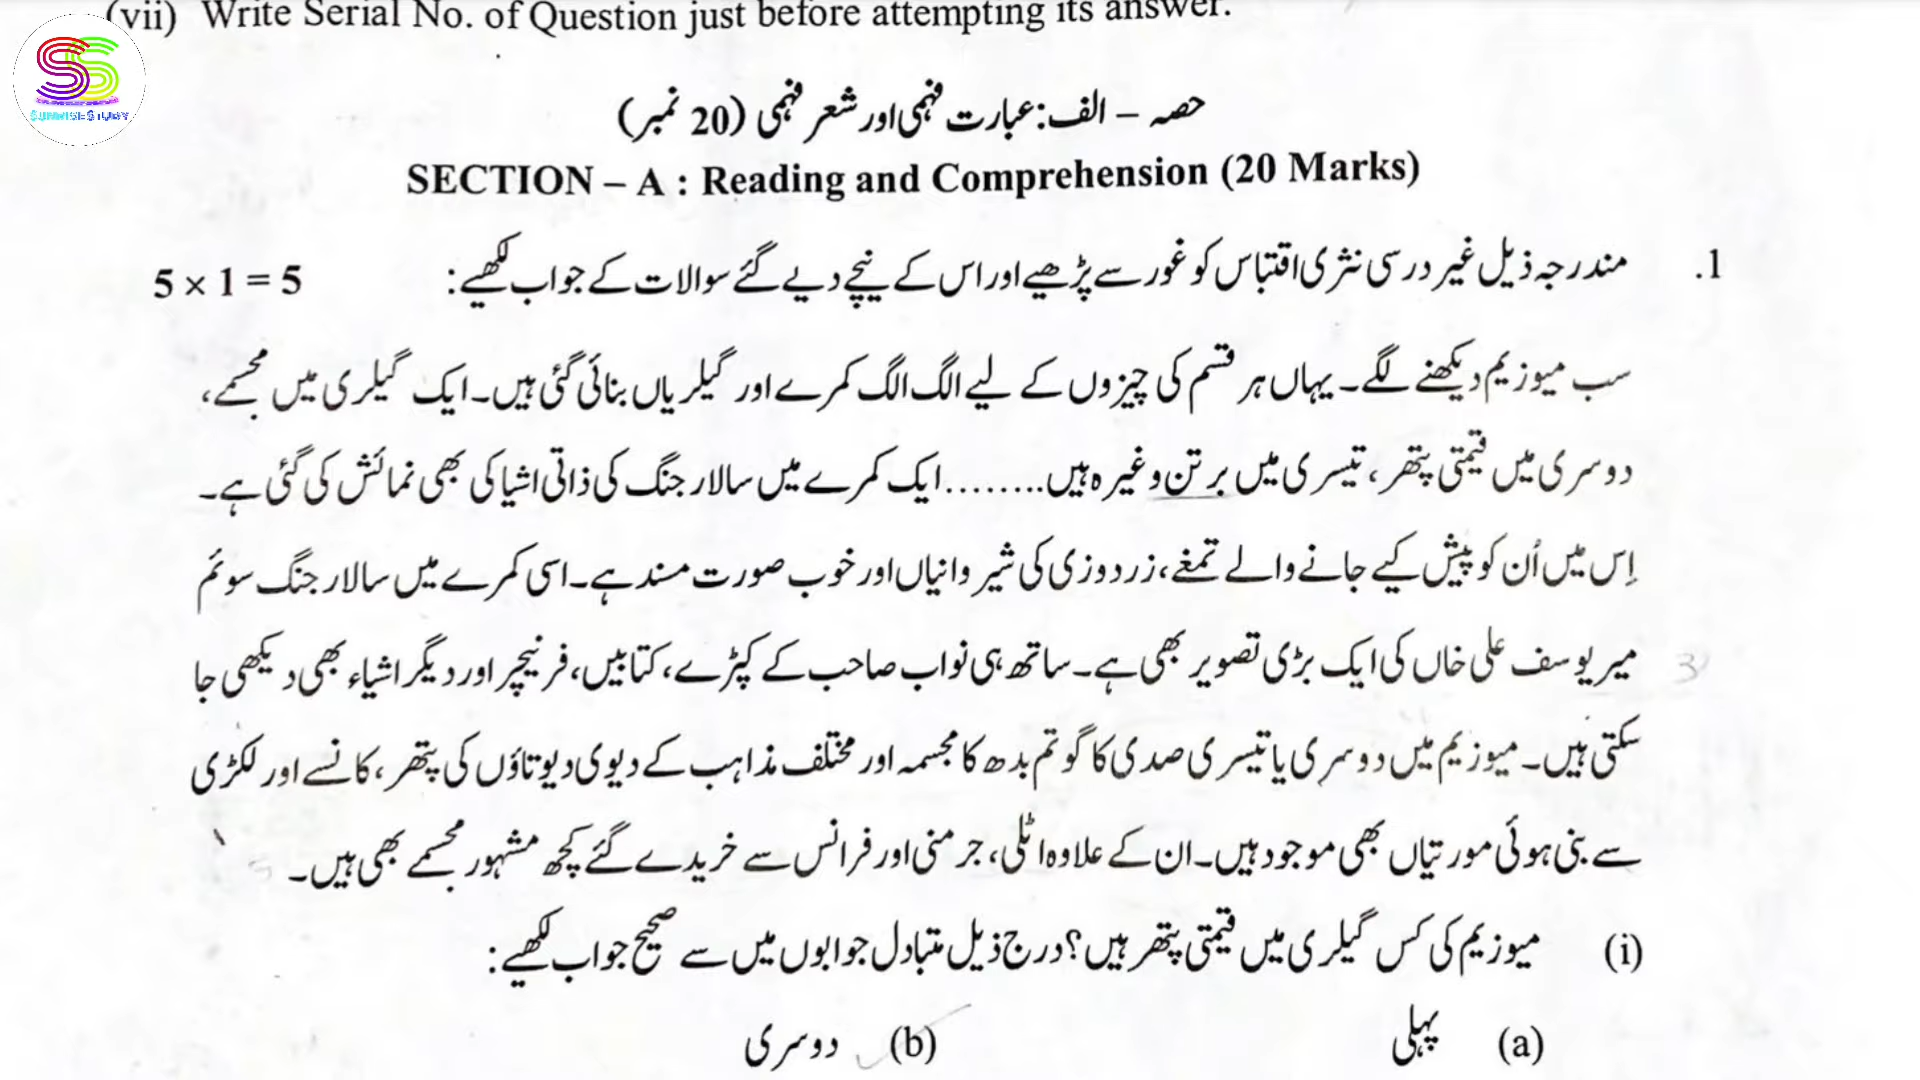 (vii) Write Serial No. of Question just before attempting its answer.
SS
SUNRISESTUDY
حصہ – الف: عبارت فہمی اور شعر فہمی (20 نمبر)
SECTION – A : Reading and Comprehension (20 Marks)
1. مندرجہ ذیل غیر درسی نثری اقتباس کو غور سے پڑھیے اور اس کے نیچے دیے گئے سوالات کے جواب لکھیے: 5 × 1 = 5
سب میوزیم دیکھنے لگے۔ یہاں ہر قسم کی چیزوں کے لیے الگ الگ کمرے اور گیلریاں بنائی گئی ہیں۔ ایک گیلری میں مجسمے،
دوسری میں قیمتی پتھر، تیسری میں برتن وغیرہ ہیں........ ایک کمرے میں سالار جنگ کی ذاتی اشیا کی بھی نمائش کی گئی ہے۔
اِس میں اُن کو پیش کیے جانے والے تمغے، زردوزی کی شیروانیاں اور خوب صورت مسند ہے۔ اسی کمرے میں سالار جنگ سوئم
میر یوسف علی خاں کی ایک بڑی تصویر بھی ہے۔ ساتھ ہی نواب صاحب کے کپڑے، کتابیں، فرنیچر اور دیگر اشیاء بھی دیکھی جا
سکتی ہیں۔ میوزیم میں دوسری یا تیسری صدی کا گوتم بدھ کا مجسمہ اور مختلف مذاہب کے دیوی دیوتاؤں کی پتھر، کانسے اور لکڑی
سے بنی ہوئی مورتیاں بھی موجود ہیں۔ ان کے علاوہ اٹلی، جرمنی اور فرانس سے خریدے گئے کچھ مشہور مجسمے بھی ہیں۔
(i) میوزیم کی کس گیلری میں قیمتی پتھر ہیں؟ درج ذیل متبادل جوابوں میں سے صحیح جواب لکھیے:
(a) پہلی (b) دوسری